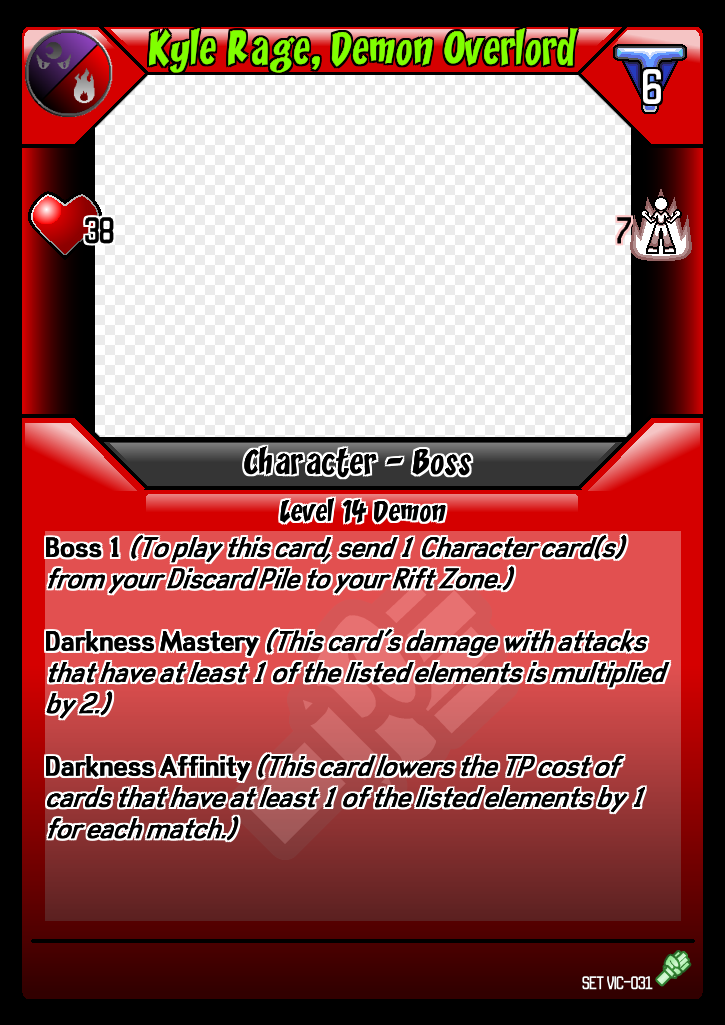 Kyle Rage, Demon Overlord
6
38
7
Character - Boss
Level 14 Demon
Boss 1 (To play this card, send 1 Character card(s)
from your Discard Pile to your Rift Zone.)
Darkness Mastery (This card's damage with attacks
that have at least 1 of the listed elements is multiplied
by 2.)
Darkness Affinity (This card lowers the TP cost of
cards that have at least 1 of the listed elements by 1
for each match.)
SET VIC-031